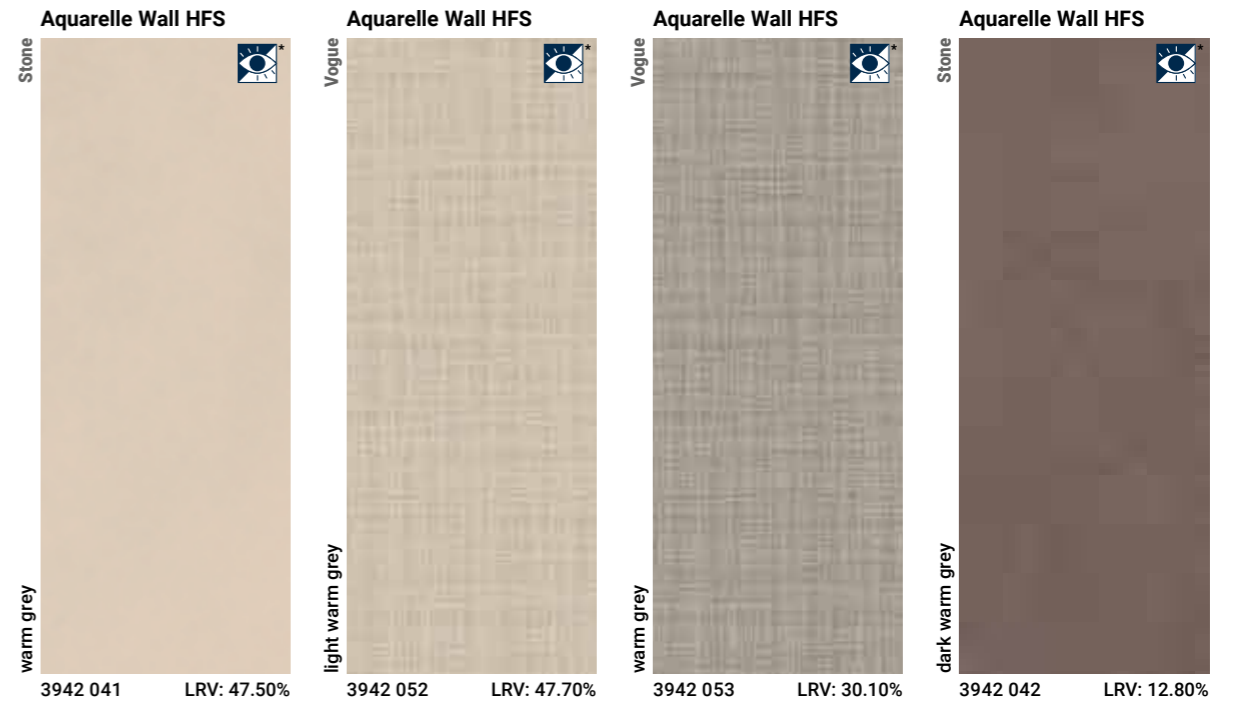 Aquarelle Wall HFS
Stone
*
warm grey
3942 041
LRV: 47.50%
Aquarelle Wall HFS
Vogue
*
light warm grey
3942 052
LRV: 47.70%
Aquarelle Wall HFS
Vogue
*
warm grey
3942 053
LRV: 30.10%
Aquarelle Wall HFS
Stone
*
dark warm grey
3942 042
LRV: 12.80%